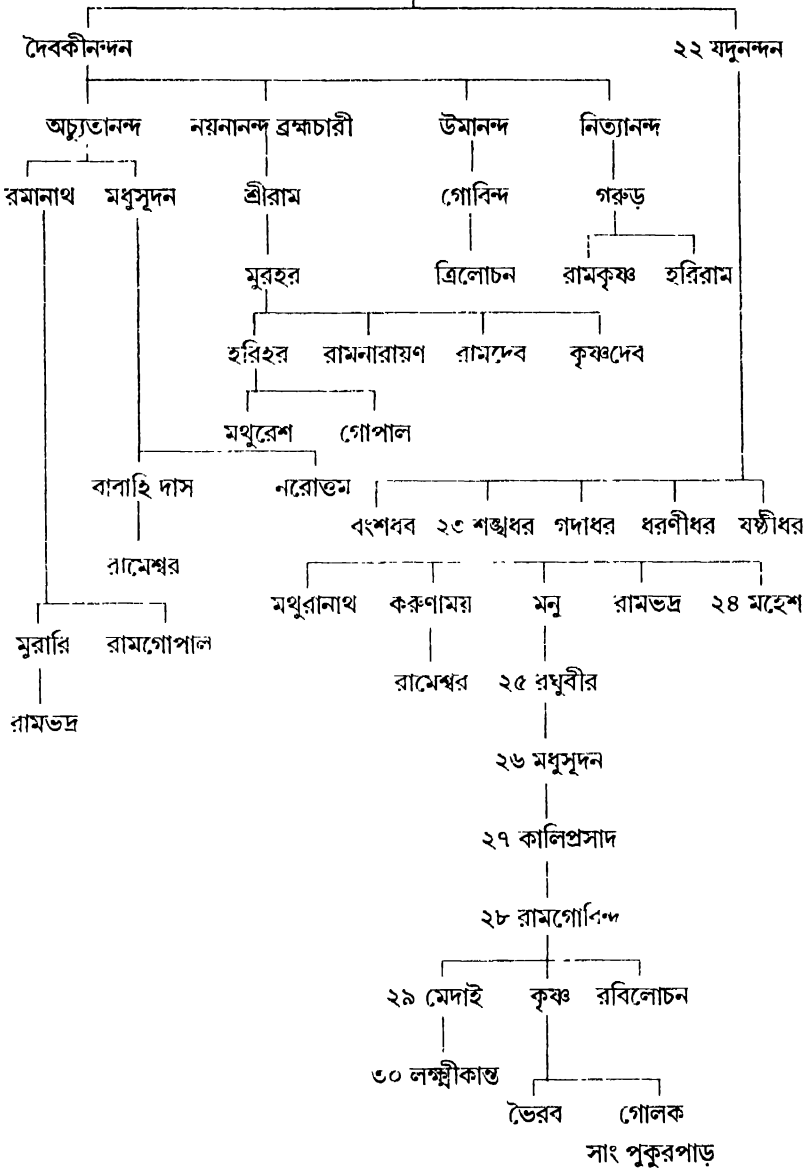 দৈবকীনন্দন ২২ যদুনন্দন
অচ্যুতানন্দ নয়নানন্দ ব্রহ্মচারী উমানন্দ নিত্যানন্দ
রমানাথ মধুসূদন শ্রীরাম গোবিন্দ গরুড়
মুরহর ত্রিলোচন রামকৃষ্ণ হরিরাম
হরিহর রামনারায়ণ রামদেব কৃষ্ণদেব
মথুরেশ গোপাল
বাবাহি দাস নরোত্তম
বংশধব ২৩ শঙ্খধর গদাধর ধরণীধর যষ্ঠীধর
রামেশ্বর
মথুরানাথ করুণাময় মনু রামভদ্র ২৪ মহেশ
মুরারি রামগোপাল
রামেশ্বর ২৫ রঘুবীর
রামভদ্র
২৬ মধুসূদন
২৭ কালিপ্রসাদ
২৮ রামগোবিন্দ
২৯ মেদাই কৃষ্ণ রবিলোচন
৩০ লক্ষ্মীকান্ত
ভৈরব গোলক
সাং পুকুরপাড়